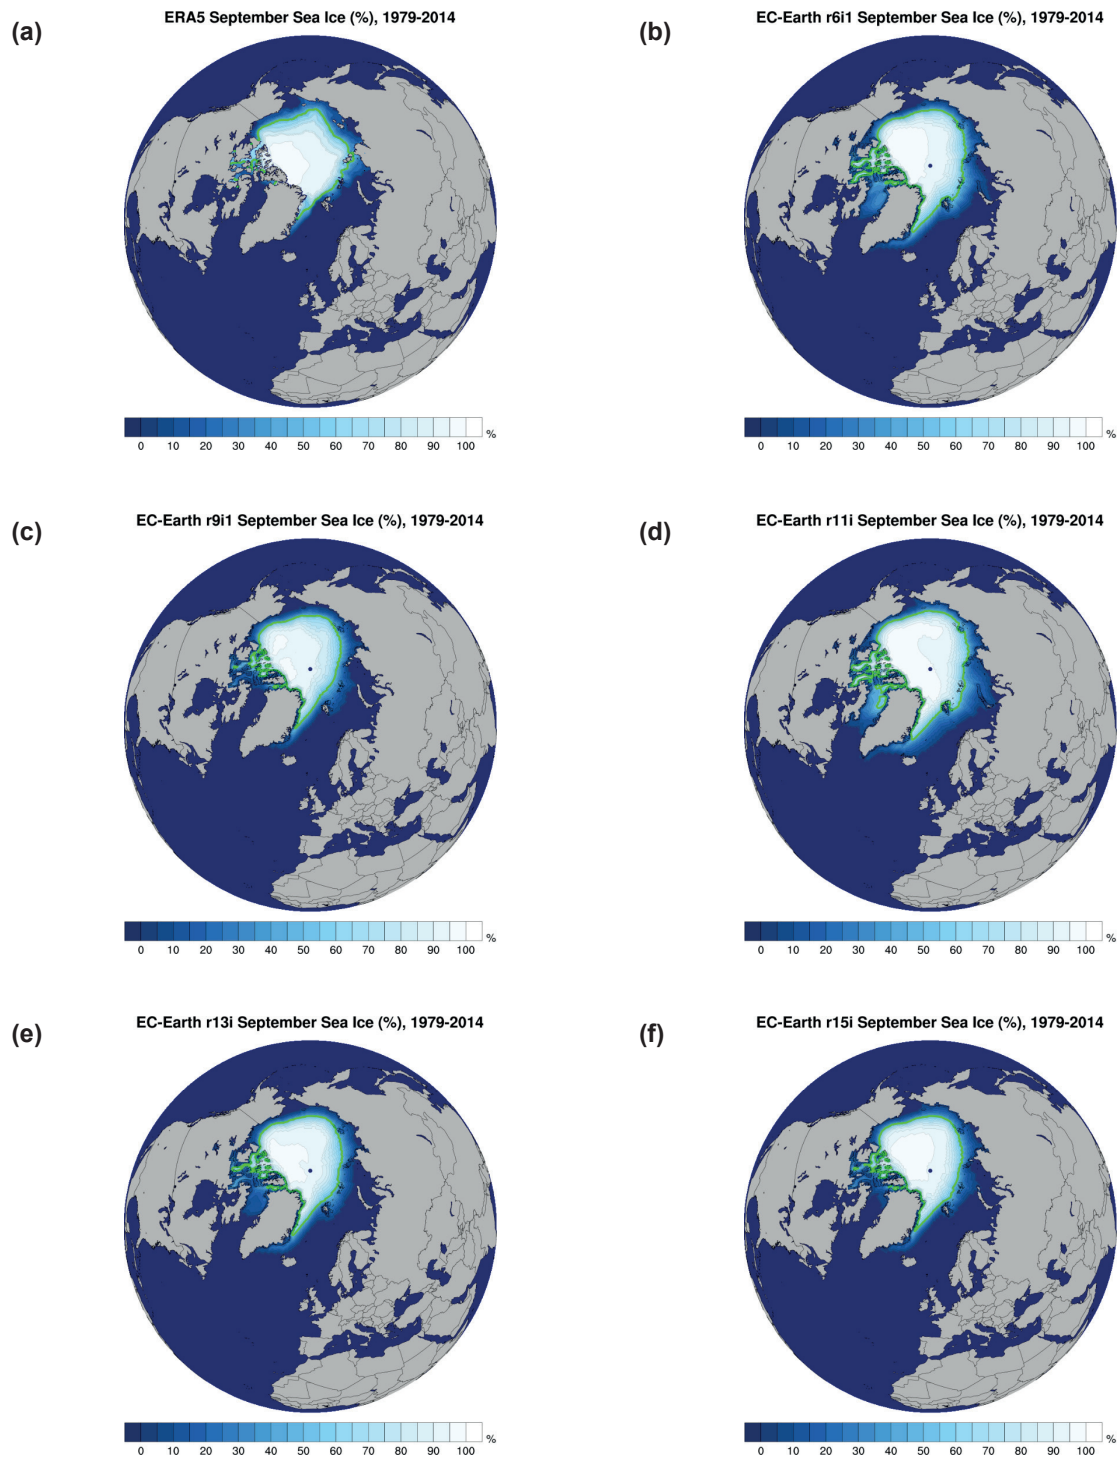 (a)
ERA5 September Sea Ice (%), 1979-2014
0 10 20 30 40 50 60 70 80 90 100 %
(b)
EC-Earth r6i1 September Sea Ice (%), 1979-2014
0 10 20 30 40 50 60 70 80 90 100 %
(c)
EC-Earth r9i1 September Sea Ice (%), 1979-2014
0 10 20 30 40 50 60 70 80 90 100 %
(d)
EC-Earth r11i September Sea Ice (%), 1979-2014
0 10 20 30 40 50 60 70 80 90 100 %
(e)
EC-Earth r13i September Sea Ice (%), 1979-2014
0 10 20 30 40 50 60 70 80 90 100 %
(f)
EC-Earth r15i September Sea Ice (%), 1979-2014
0 10 20 30 40 50 60 70 80 90 100 %